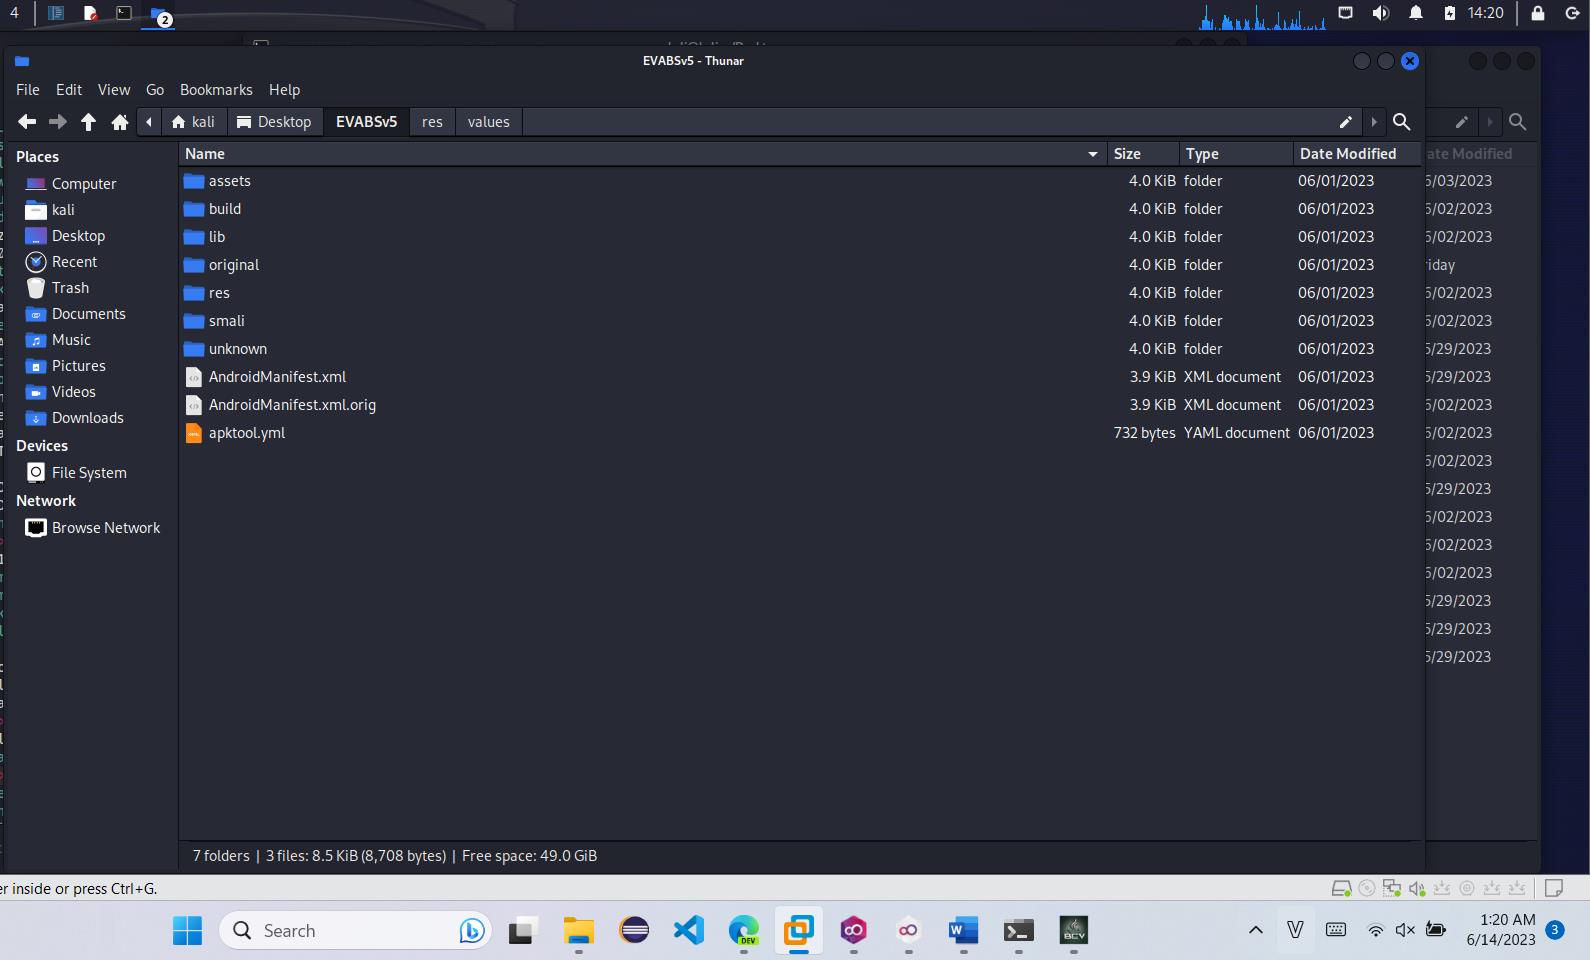 4
2
14:20
EVABSv5 - Thunar
File Edit View Go Bookmarks Help
kali Desktop EVABSv5 res values
Places
Computer
kali
Desktop
Recent
Trash
Documents
Music
Pictures
Videos
Downloads
Devices
File System
Network
Browse Network
Name Size Type Date Modified
assets 4.0 KiB folder 06/01/2023
build 4.0 KiB folder 06/01/2023
lib 4.0 KiB folder 06/01/2023
original 4.0 KiB folder 06/01/2023
res 4.0 KiB folder 06/01/2023
smali 4.0 KiB folder 06/01/2023
unknown 4.0 KiB folder 06/01/2023
AndroidManifest.xml 3.9 KiB XML document 06/01/2023
AndroidManifest.xml.orig 3.9 KiB XML document 06/01/2023
apktool.yml 732 bytes YAML document 06/01/2023
7 folders | 3 files: 8.5 KiB (8,708 bytes) | Free space: 49.0 GiB
ate Modified
5/03/2023
5/02/2023
5/02/2023
riday
5/02/2023
5/02/2023
5/29/2023
5/29/2023
5/02/2023
5/02/2023
5/02/2023
5/29/2023
5/02/2023
5/02/2023
5/02/2023
5/29/2023
5/29/2023
5/29/2023
er inside or press Ctrl+G.
Search
DEV
BCV
1:20 AM
6/14/2023
3